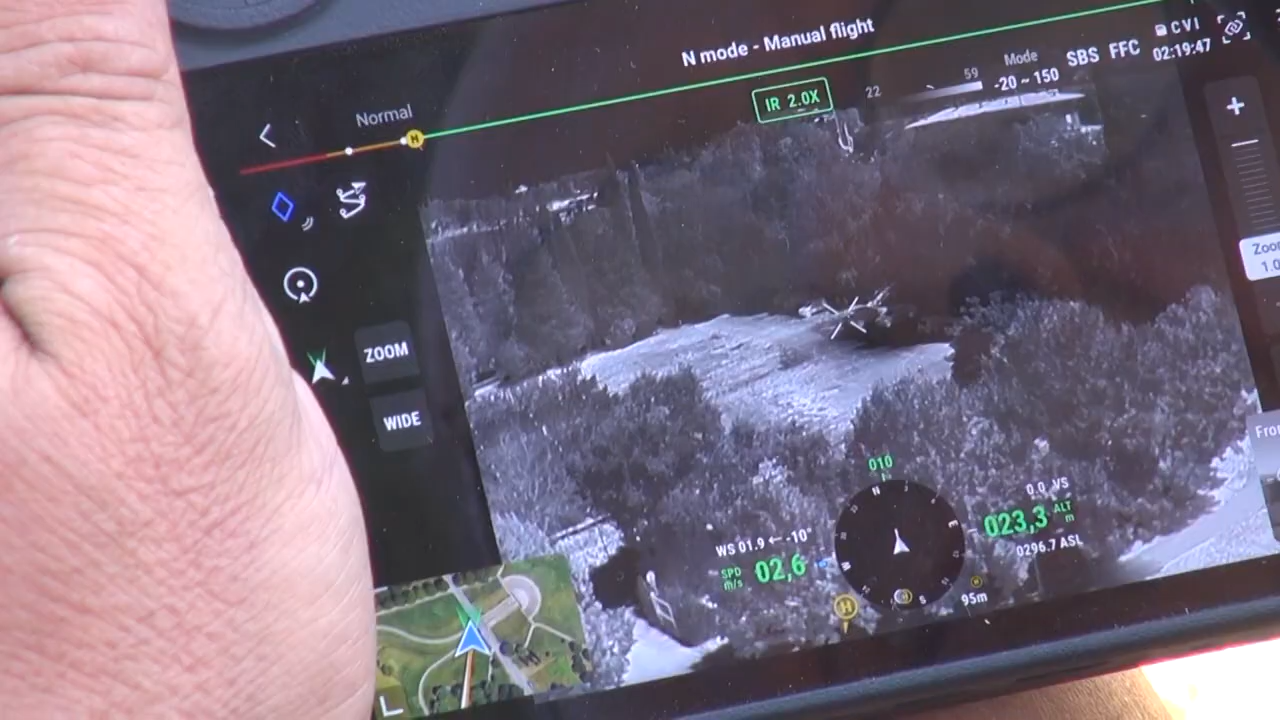 N mode - Manual flight
Normal
H
IR 2.0X
22
59
Mode
-20 ~ 150
SBS FFC
CVI
02:19:47
+
ZOOM
WIDE
010
N
E
S
W
WS 01.9 ← -10°
SPD
m/s
02,6
0.0 VS
023,3
ALT
m
0296.7 ASL
95m
H